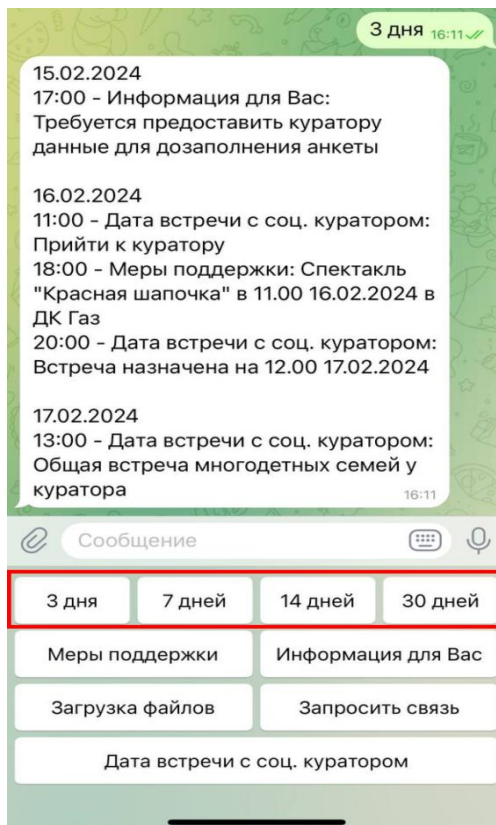 3 дня 16:11
15.02.2024
17:00 - Информация для Вас:
Требуется предоставить куратору
данные для дозаполнения анкеты
16.02.2024
11:00 - Дата встречи с соц. куратором:
Прийти к куратору
18:00 - Меры поддержки: Спектакль
"Красная шапочка" в 11.00 16.02.2024 в
ДК Газ
20:00 - Дата встречи с соц. куратором:
Встреча назначена на 12.00 17.02.2024
17.02.2024
13:00 - Дата встречи с соц. куратором:
Общая встреча многодетных семей у
куратора 16:11
Сообщение
3 дня 7 дней 14 дней 30 дней
Меры поддержки Информация для Вас
Загрузка файлов Запросить связь
Дата встречи с соц. куратором